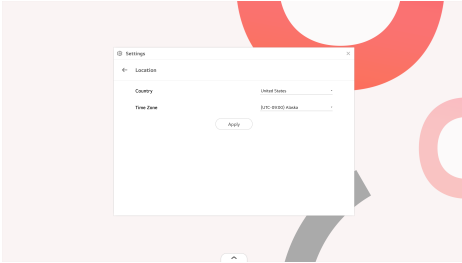 Settings
Location
Country United States
Time Zone (UTC-09:00) Alaska
Apply